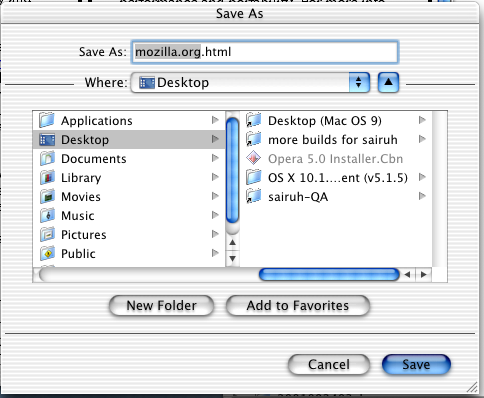 Save As
Save As: mozilla.org.html
Where: Desktop
Applications
Desktop
Documents
Library
Movies
Music
Pictures
Public
Desktop (Mac OS 9)
more builds for sairuh
Opera 5.0 Installer.Cbn
OS X 10.1....ent (v5.1.5)
sairuh-QA
New Folder
Add to Favorites
Cancel
Save